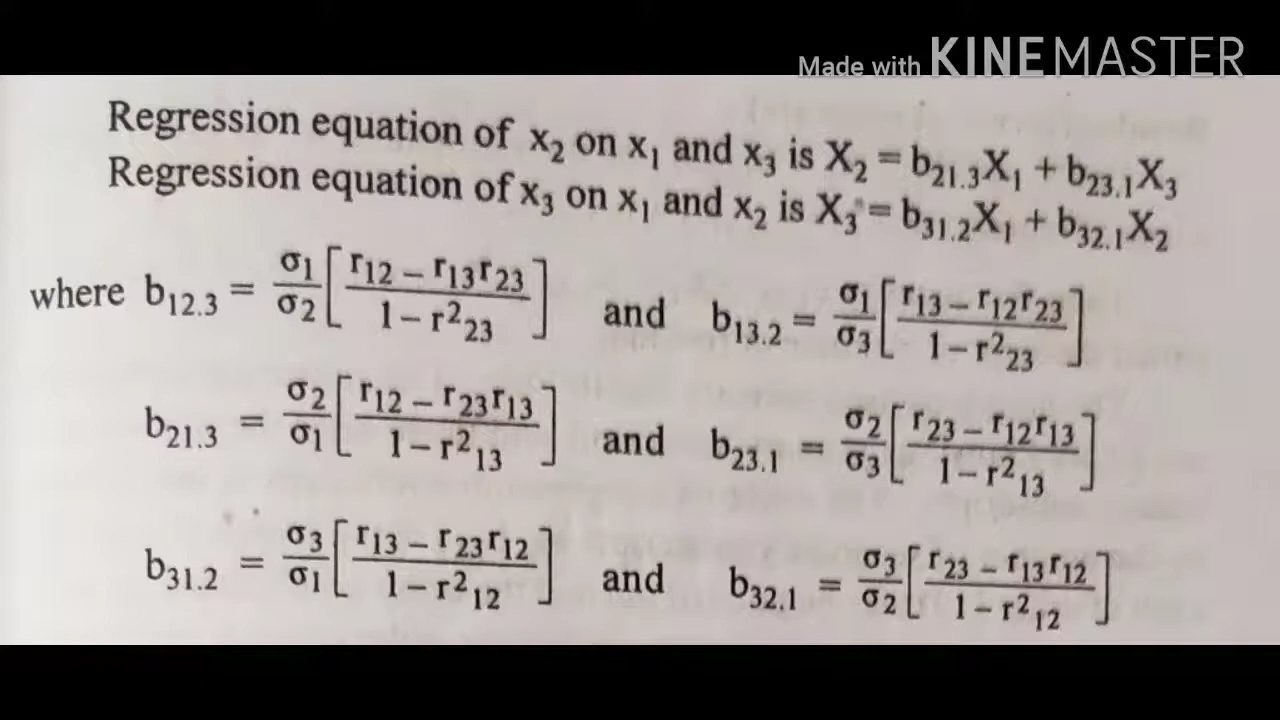 Made with KINEMASTER
Regression equation of x₂ on x₁ and x₃ is X₂ = b₂₁.₃X₁ + b₂₃.₁X₃
Regression equation of x₃ on x₁ and x₂ is X₃ = b₃₁.₂X₁ + b₃₂.₁X₂
where b₁₂.₃ = σ₁/σ₂ [ (r₁₂ – r₁₃r₂₃) / (1 – r²₂₃) ] and b₁₃.₂ = σ₁/σ₃ [ (r₁₃ – r₁₂r₂₃) / (1 – r²₂₃) ]
b₂₁.₃ = σ₂/σ₁ [ (r₁₂ – r₂₃r₁₃) / (1 – r²₁₃) ] and b₂₃.₁ = σ₂/σ₃ [ (r₂₃ – r₁₂r₁₃) / (1 – r²₁₃) ]
b₃₁.₂ = σ₃/σ₁ [ (r₁₃ – r₂₃r₁₂) / (1 – r²₁₂) ] and b₃₂.₁ = σ₃/σ₂ [ (r₂₃ – r₁₃r₁₂) / (1 – r²₁₂) ]